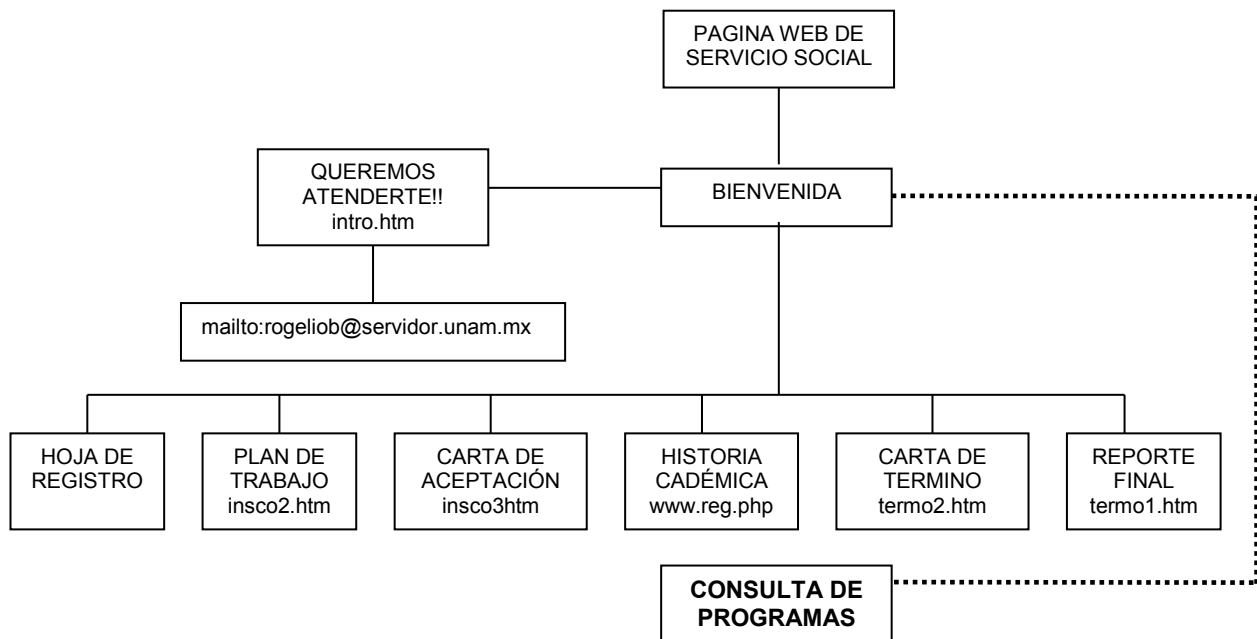 PAGINA WEB DE
SERVICIO SOCIAL
QUEREMOS
ATENDERTE!!
intro.htm
BIENVENIDA
mailto:rogeliob@servidor.unam.mx
HOJA DE
REGISTRO
PLAN DE
TRABAJO
insco2.htm
CARTA DE
ACEPTACIÓN
insco3htm
HISTORIA
CADÉMICA
www.reg.php
CARTA DE
TERMINO
termo2.htm
REPORTE
FINAL
termo1.htm
CONSULTA DE
PROGRAMAS